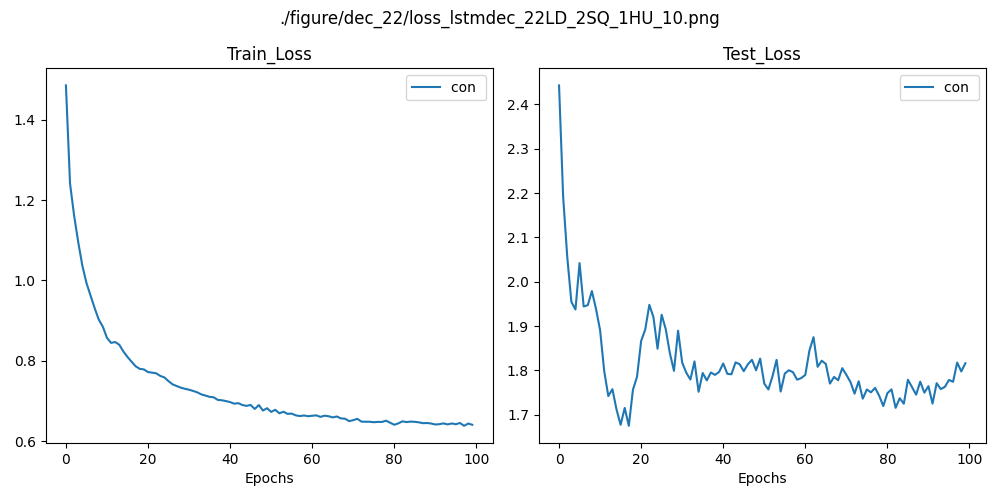 ./figure/dec_22/loss_lstmdec_22LD_2SQ_1HU_10.png
Train_Loss
con
1.4
1.2
1.0
0.8
0.6
0 20 40 60 80 100
Epochs
Test_Loss
con
2.4
2.3
2.2
2.1
2.0
1.9
1.8
1.7
0 20 40 60 80 100
Epochs